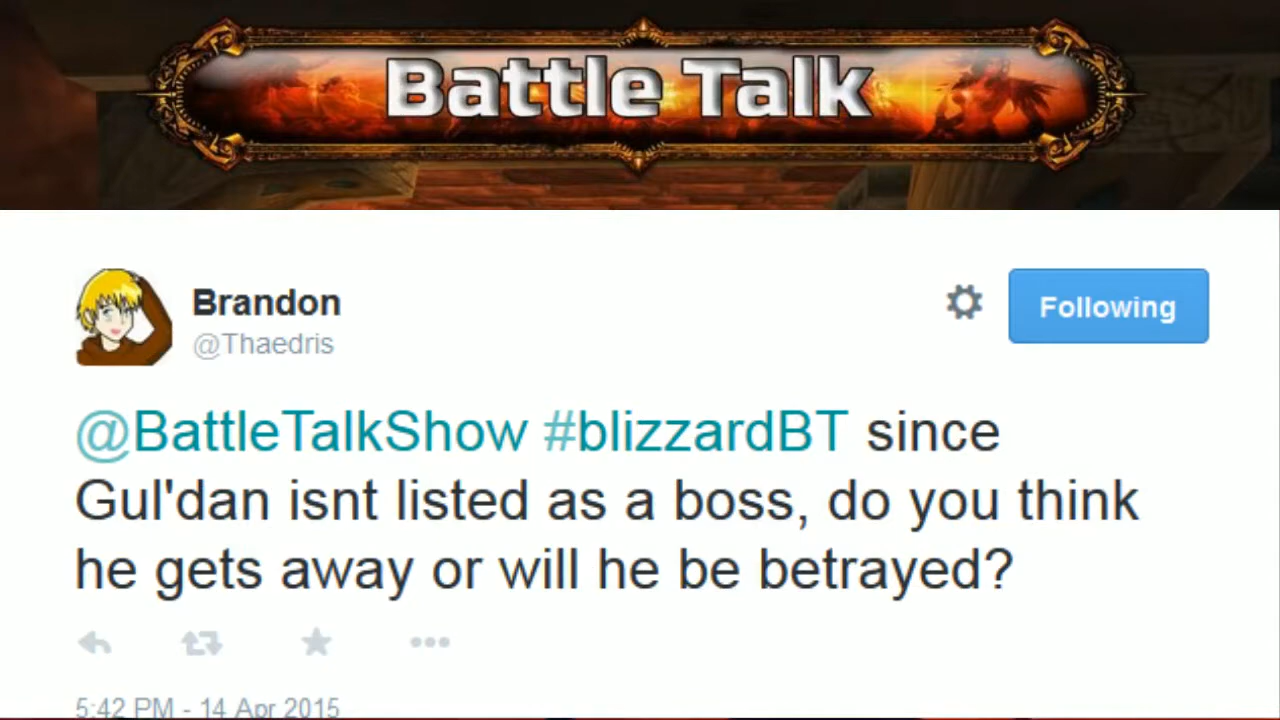 Battle Talk
Brandon
@Thaedris
Following
@BattleTalkShow #blizzardBT since
Gul'dan isnt listed as a boss, do you think
he gets away or will he be betrayed?
5:42 PM - 14 Apr 2015